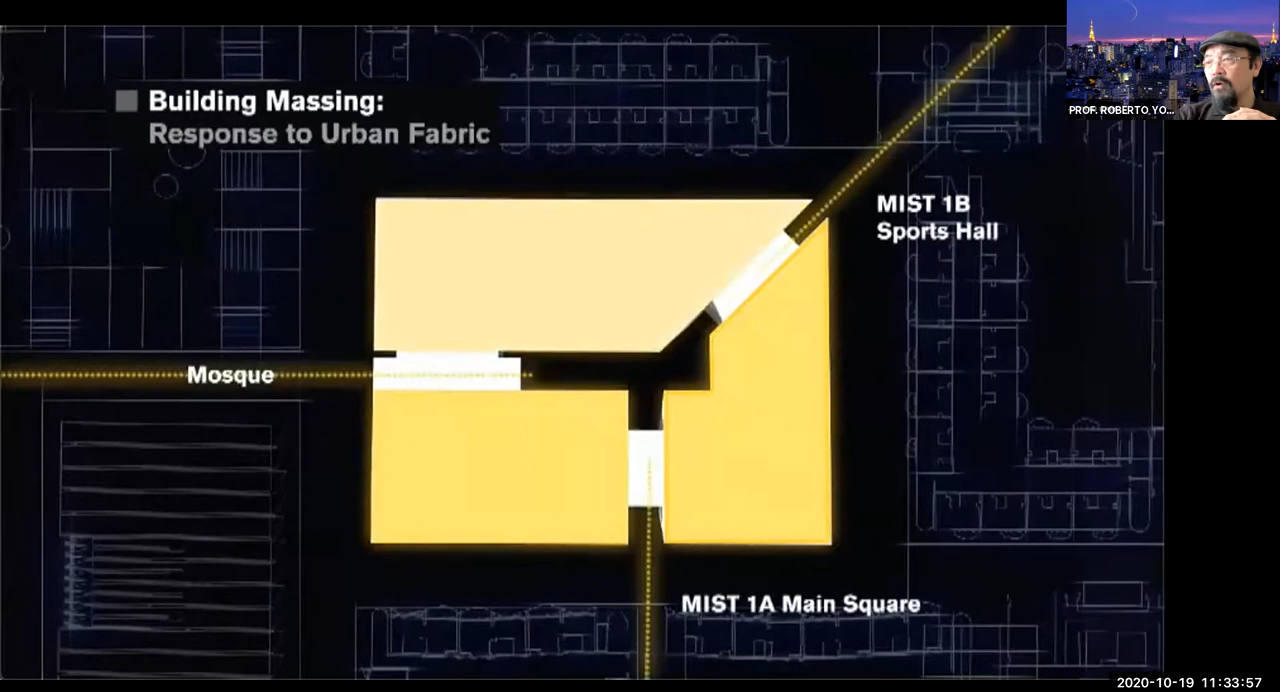 Building Massing:
Response to Urban Fabric
PROF. ROBERTO YO...
MIST 1B
Sports Hall
Mosque
MIST 1A Main Square
2020-10-19 11:33:57